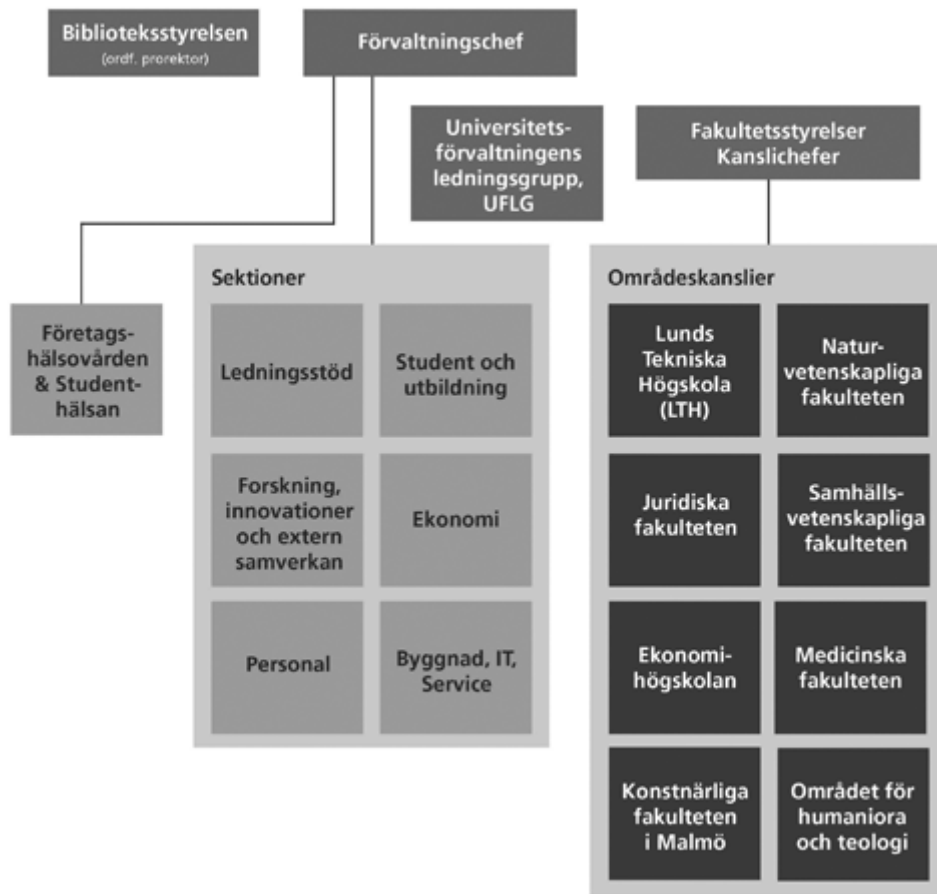 Biblioteksstyrelsen
(ordf. prorektor)
Förvaltningschef
Universitets-
förvaltningens
ledningsgrupp,
UFLG
Fakultetsstyrelser
Kanslichefer
Företags-
hälsovården
& Student-
hälsan
Sektioner
Ledningsstöd
Student och
utbildning
Forskning,
innovationer
och extern
samverkan
Ekonomi
Personal
Byggnad, IT,
Service
Områdeskanslier
Lunds
Tekniska
Högskola
(LTH)
Natur-
vetenskapliga
fakulteten
Juridiska
fakulteten
Samhälls-
vetenskapliga
fakulteten
Ekonomi-
högskolan
Medicinska
fakulteten
Konstnärliga
fakulteten
i Malmö
Området för
humaniora
och teologi